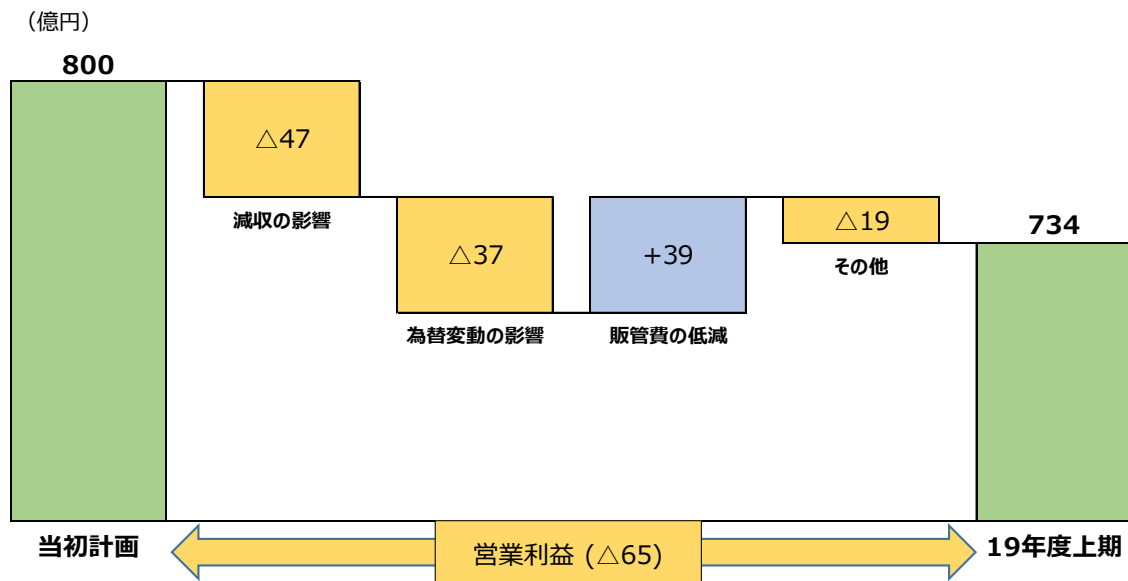 （億円）
800
△47
減収の影響
△37
為替変動の影響
+39
販管費の低減
△19
その他
734
当初計画
営業利益 (△65)
19年度上期